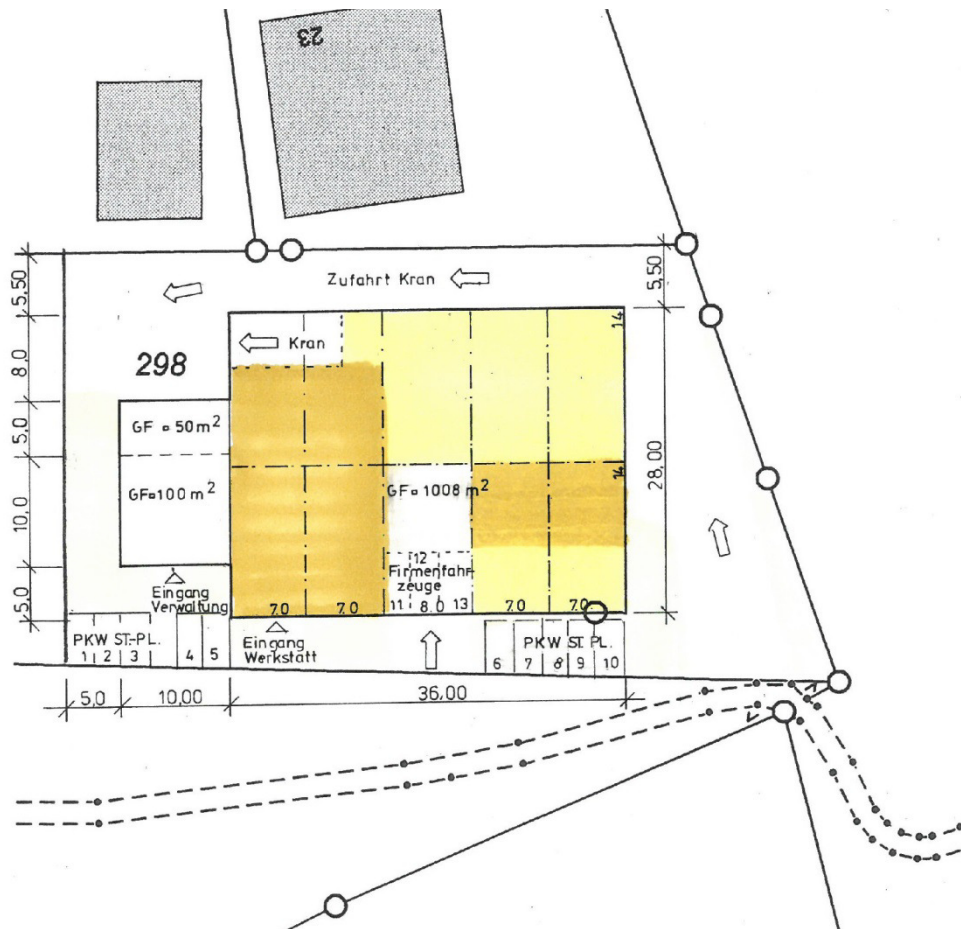 23
Zufahrt Kran
5,50
5,50
Kran
14
298
8,0
GF = 50m²
5,0
14
GF=100 m²
GF=1008 m²
28,00
10,0
12
Firmenfahr-
zeuge
Eingang
Verwaltung
7.0 7.0 11 8.0 13 7.0 7.0
5,0
PKW ST.-PL.
1 2 3 4 5
Eingang
Werkstatt
PKW ST. PL.
6 7 8 9 10
5,0 10,00 36,00